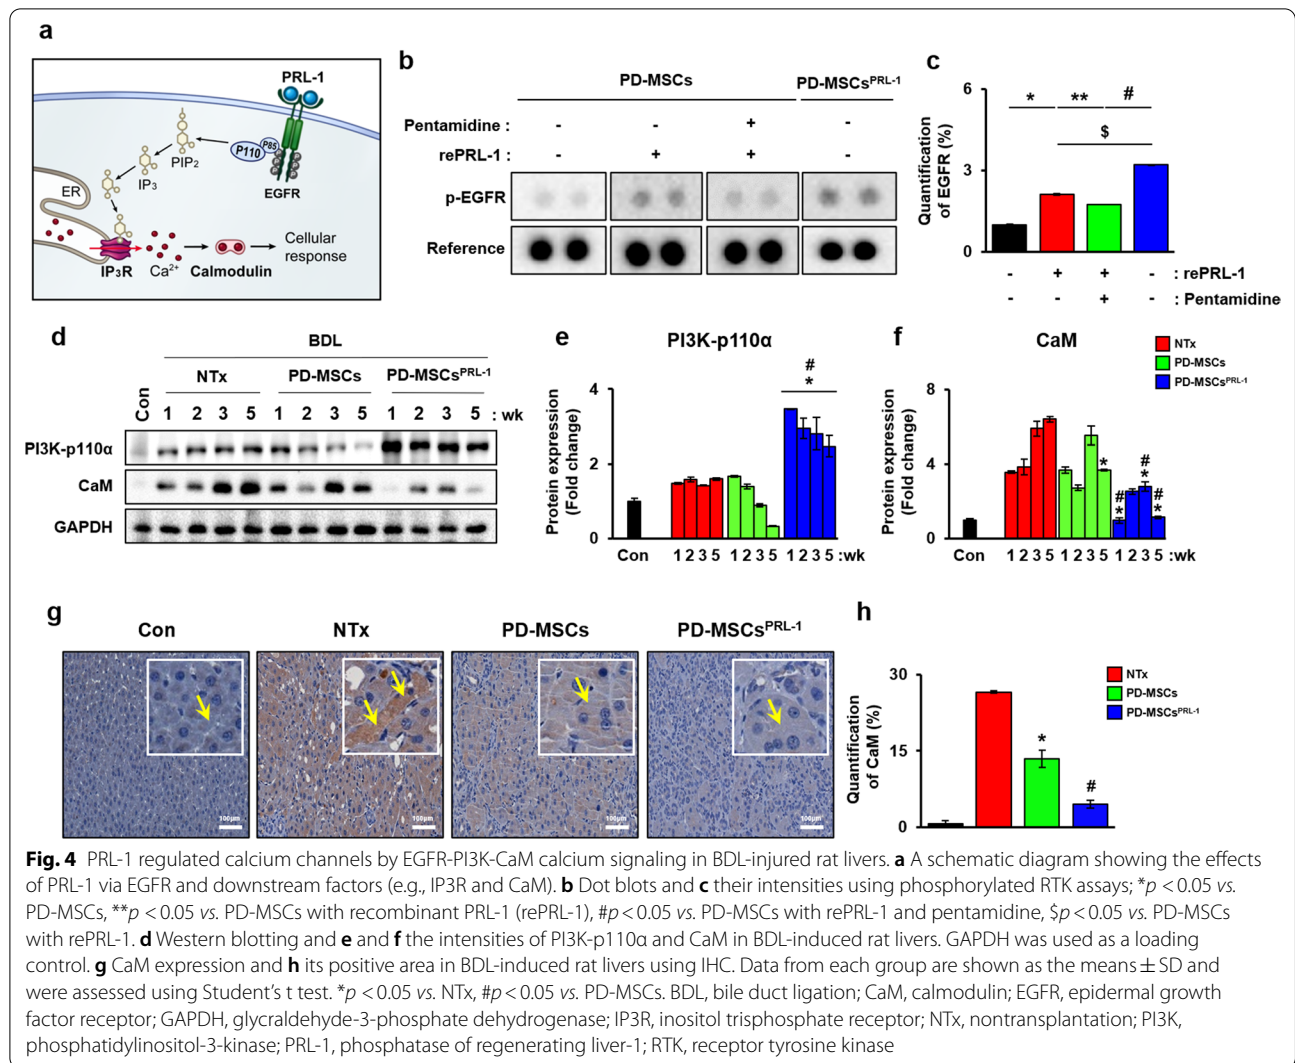 a
PRL-1
P110
P85
PIP2
IP3
EGFR
ER
IP3R
Ca2+
Calmodulin
Cellular
response
b
PD-MSCs
PD-MSCsPRL-1
Pentamidine : - - + -
rePRL-1 : - + + -
p-EGFR
Reference
c
Quantification
of EGFR (%)
6
3
0
* ** #
$
- + + - : rePRL-1
- - + - : Pentamidine
d
BDL
Con
NTx
PD-MSCs
PD-MSCsPRL-1
1 2 3 5 1 2 3 5 1 2 3 5 : wk
PI3K-p110α
CaM
GAPDH
e
PI3K-p110α
Protein expression
(Fold change)
4
2
0
#
*
Con 1 2 3 5 1 2 3 5 1 2 3 5 :wk
f
CaM
Protein expression
(Fold change)
8
4
0
*
#
*
#
*
#
*
Con 1 2 3 5 1 2 3 5 1 2 3 5 :wk
NTx
PD-MSCs
PD-MSCsPRL-1
g
Con
NTx
PD-MSCs
PD-MSCsPRL-1
100μm
100μm
100μm
100μm
h
Quantification
of CaM (%)
30
15
0
*
#
NTx
PD-MSCs
PD-MSCsPRL-1
Fig. 4 PRL-1 regulated calcium channels by EGFR-PI3K-CaM calcium signaling in BDL-injured rat livers. a A schematic diagram showing the effects
of PRL-1 via EGFR and downstream factors (e.g., IP3R and CaM). b Dot blots and c their intensities using phosphorylated RTK assays; *p < 0.05 vs.
PD-MSCs, **p < 0.05 vs. PD-MSCs with recombinant PRL-1 (rePRL-1), #p < 0.05 vs. PD-MSCs with rePRL-1 and pentamidine, $p < 0.05 vs. PD-MSCs
with rePRL-1. d Western blotting and e and f the intensities of PI3K-p110α and CaM in BDL-induced rat livers. GAPDH was used as a loading
control. g CaM expression and h its positive area in BDL-induced rat livers using IHC. Data from each group are shown as the means ± SD and
were assessed using Student's t test. *p < 0.05 vs. NTx, #p < 0.05 vs. PD-MSCs. BDL, bile duct ligation; CaM, calmodulin; EGFR, epidermal growth
factor receptor; GAPDH, glycraldehyde-3-phosphate dehydrogenase; IP3R, inositol trisphosphate receptor; NTx, nontransplantation; PI3K,
phosphatidylinositol-3-kinase; PRL-1, phosphatase of regenerating liver-1; RTK, receptor tyrosine kinase